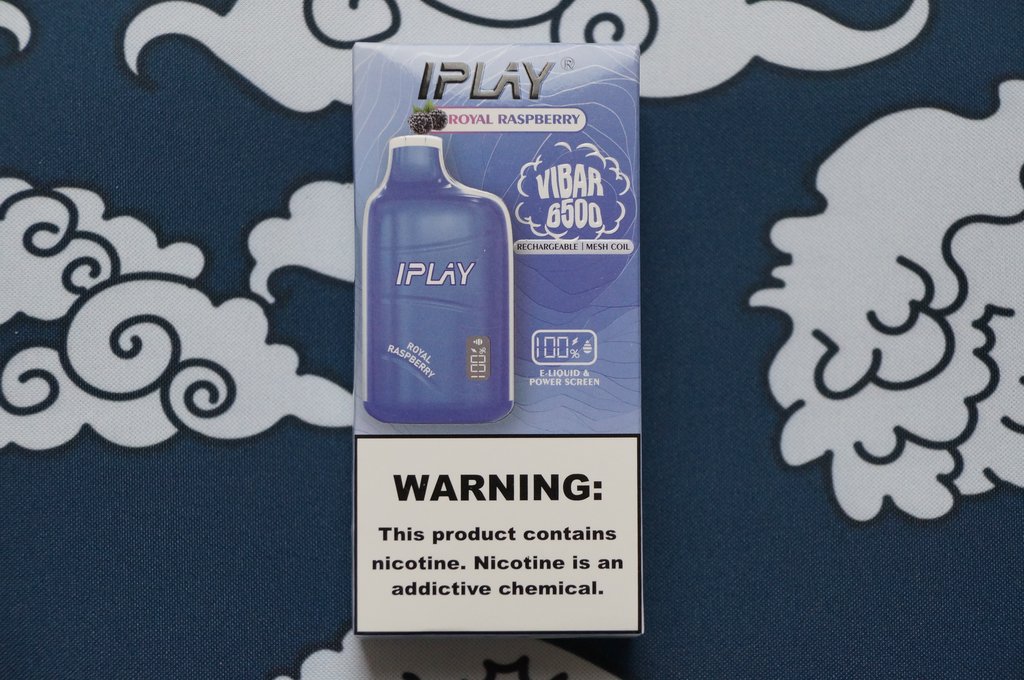 IPLAY®
ROYAL RASPBERRY
VIBAR
6500
RECHARGEABLE | MESH COIL
IPLAY
ROYAL
RASPBERRY
100%
100%
E-LIQUID &
POWER SCREEN
WARNING:
This product contains
nicotine. Nicotine is an
addictive chemical.